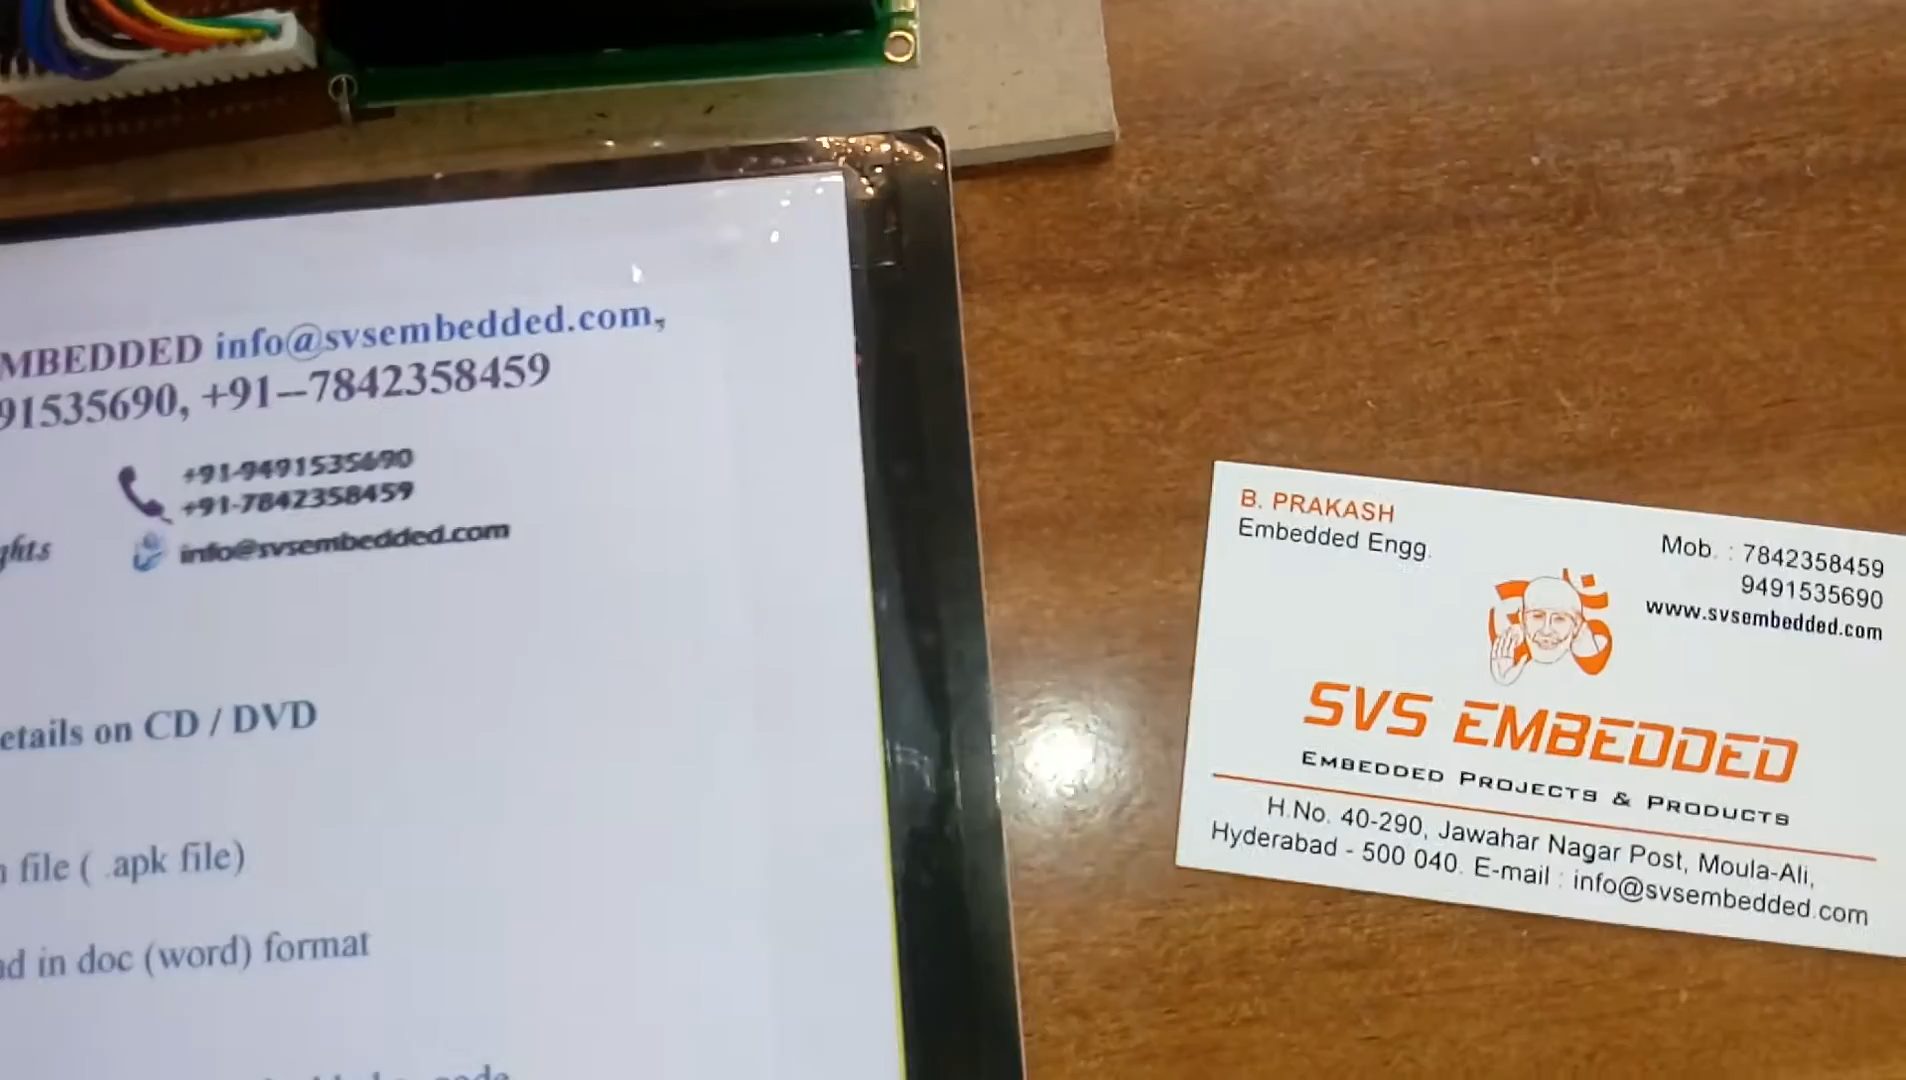 MBEDDED info@svsembedded.com,
91535690, +91--7842358459
+91-9491535690
+91-7842358459
ghts
info@svsembedded.com
etails on CD / DVD
file ( .apk file)
in doc (word) format
B. PRAKASH
Embedded Engg.
Mob. : 7842358459
9491535690
www.svsembedded.com
SVS EMBEDDED
EMBEDDED PROJECTS & PRODUCTS
H.No. 40-290, Jawahar Nagar Post, Moula-Ali,
Hyderabad - 500 040. E-mail : info@svsembedded.com